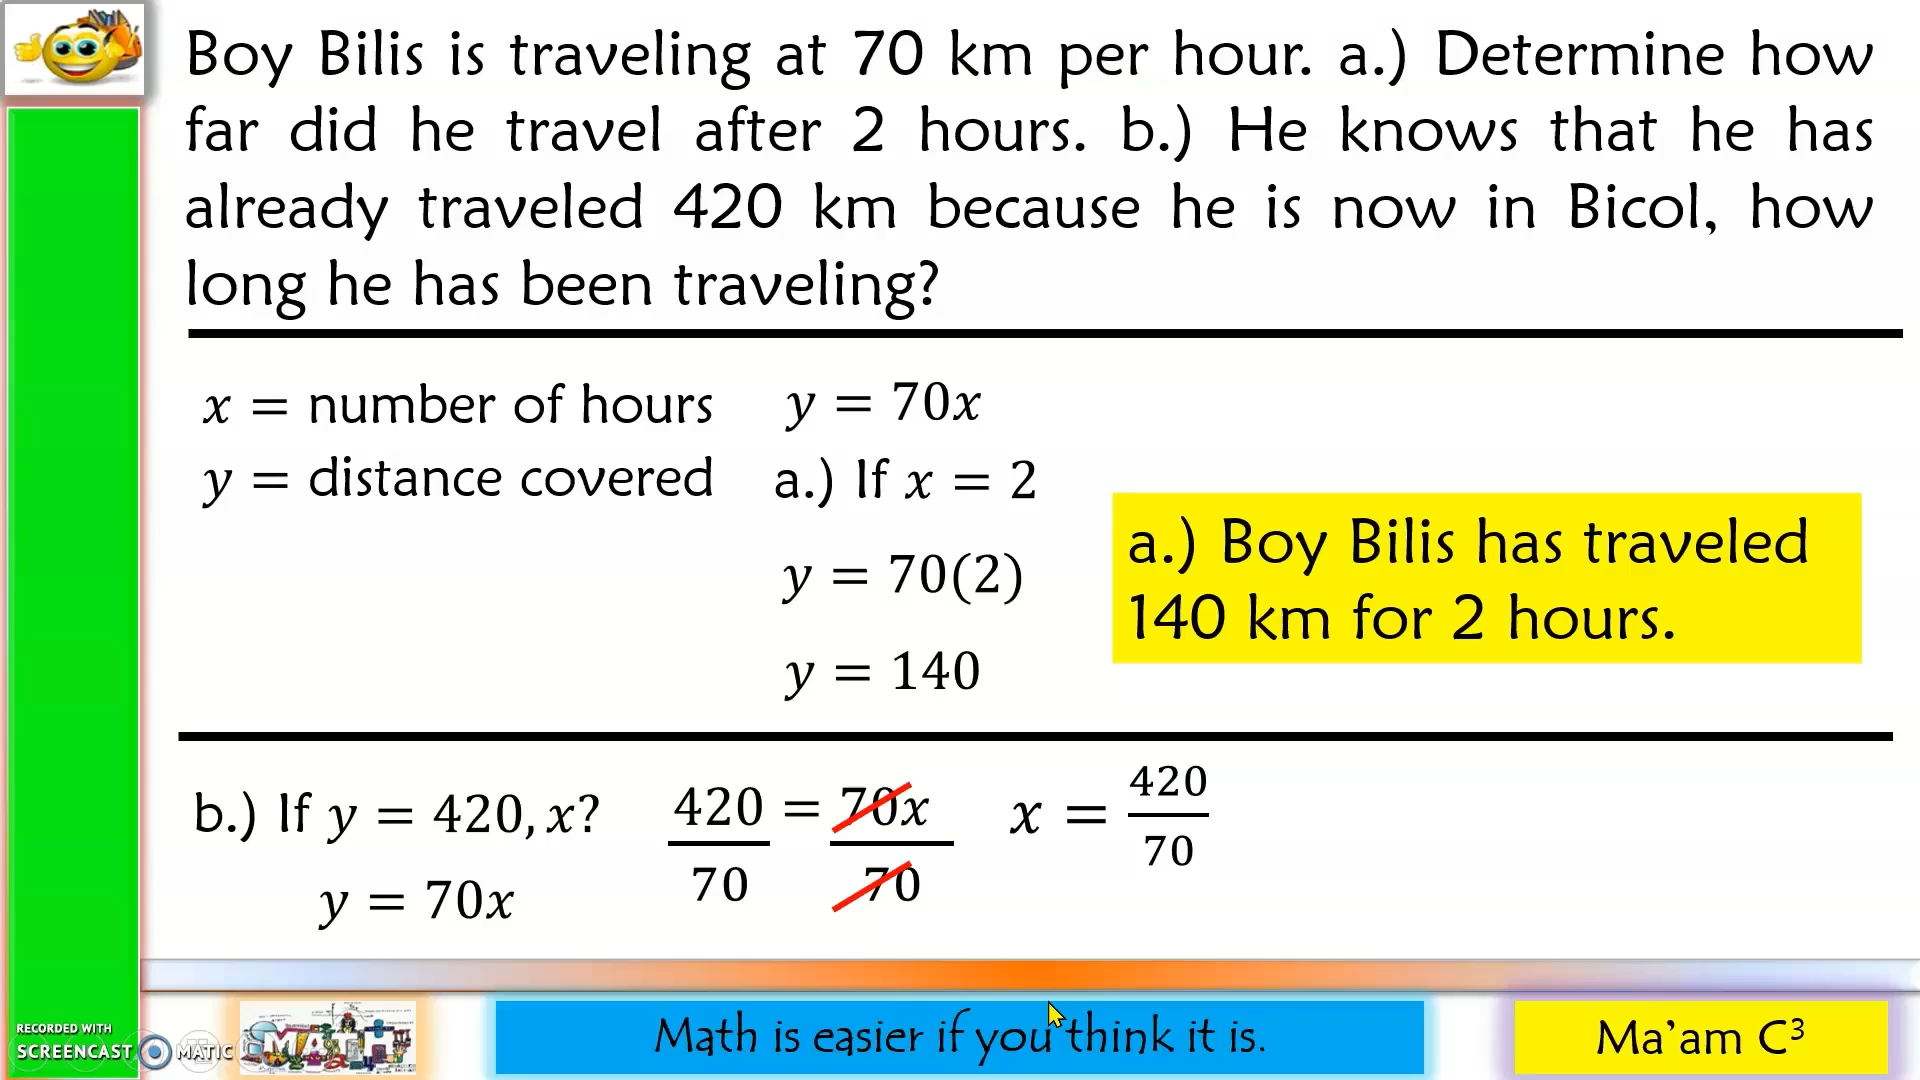 Boy Bilis is traveling at 70 km per hour. a.) Determine how
far did he travel after 2 hours. b.) He knows that he has
already traveled 420 km because he is now in Bicol, how
long he has been traveling?
x = number of hours
y = distance covered
y = 70x
a.) If x = 2
y = 70(2)
y = 140
a.) Boy Bilis has traveled
140 km for 2 hours.
b.) If y = 420, x?
y = 70x
420 = 70x
70 70
x = 420/70
RECORDED WITH
SCREENCAST MATIC
MATH
Math is easier if you think it is.
Ma'am C³